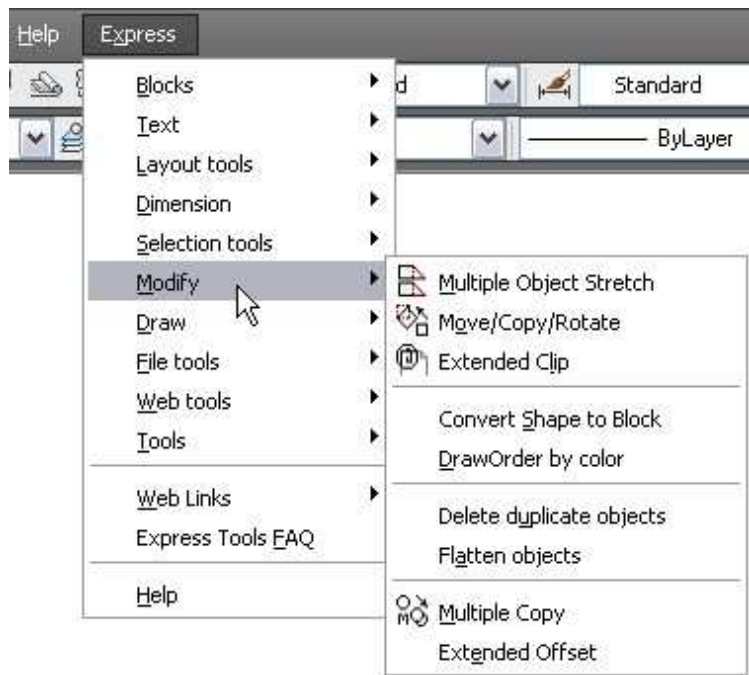 Help Express
d Standard
ByLayer
Blocks
Text
Layout tools
Dimension
Selection tools
Modify
Draw
File tools
Web tools
Tools
Web Links
Express Tools FAQ
Help
Multiple Object Stretch
Move/Copy/Rotate
Extended Clip
Convert Shape to Block
DrawOrder by color
Delete duplicate objects
Flatten objects
Multiple Copy
Extended Offset